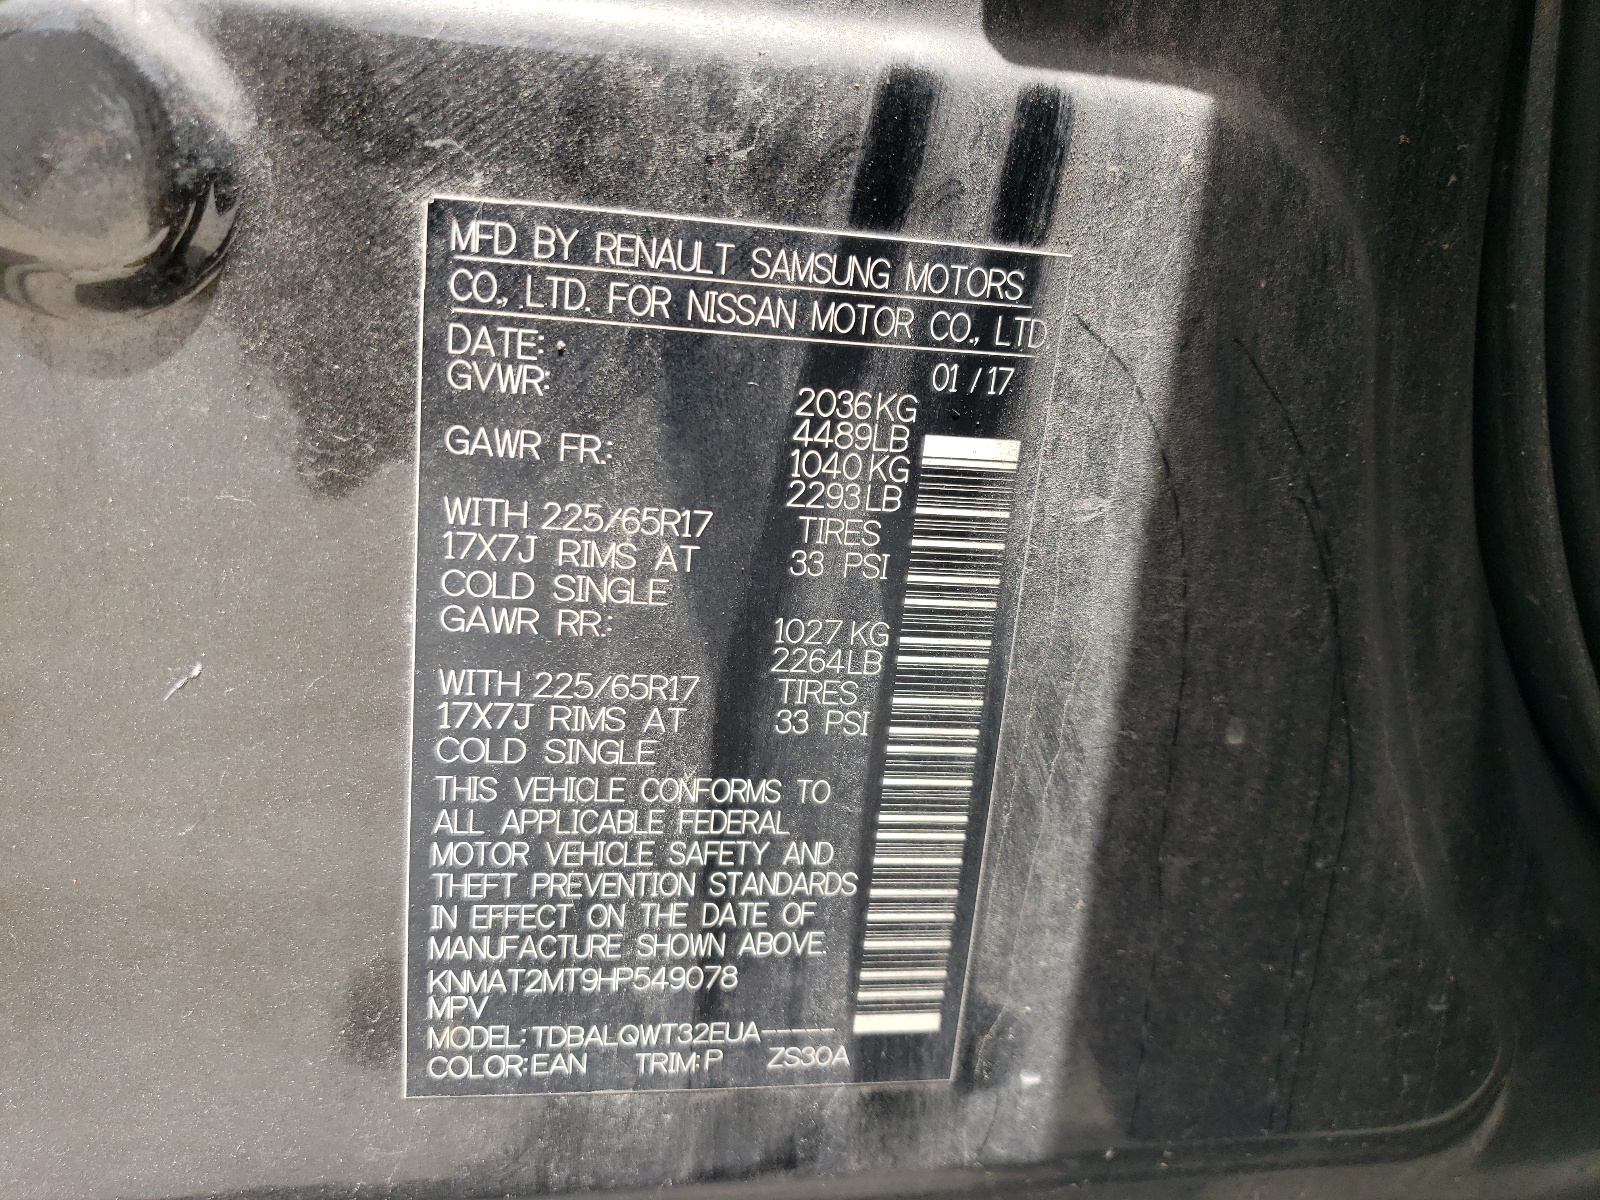 MFD BY RENAULT SAMSUNG MOTORS
CO., LTD. FOR NISSAN MOTOR CO., LTD
DATE: 01 / 17
GVWR: 2036KG
4489LB
GAWR FR: 1040KG
2293LB
WITH 225/65R17 TIRES
17X7J RIMS AT 33 PSI
COLD SINGLE
GAWR RR: 1027KG
2264LB
WITH 225/65R17 TIRES
17X7J RIMS AT 33 PSI
COLD SINGLE
THIS VEHICLE CONFORMS TO
ALL APPLICABLE FEDERAL
MOTOR VEHICLE SAFETY AND
THEFT PREVENTION STANDARDS
IN EFFECT ON THE DATE OF
MANUFACTURE SHOWN ABOVE.
KNMAT2MT9HP549078
MPV
MODEL:TDBALQWT32EUA-----
COLOR:EAN TRIM:P ZS30A